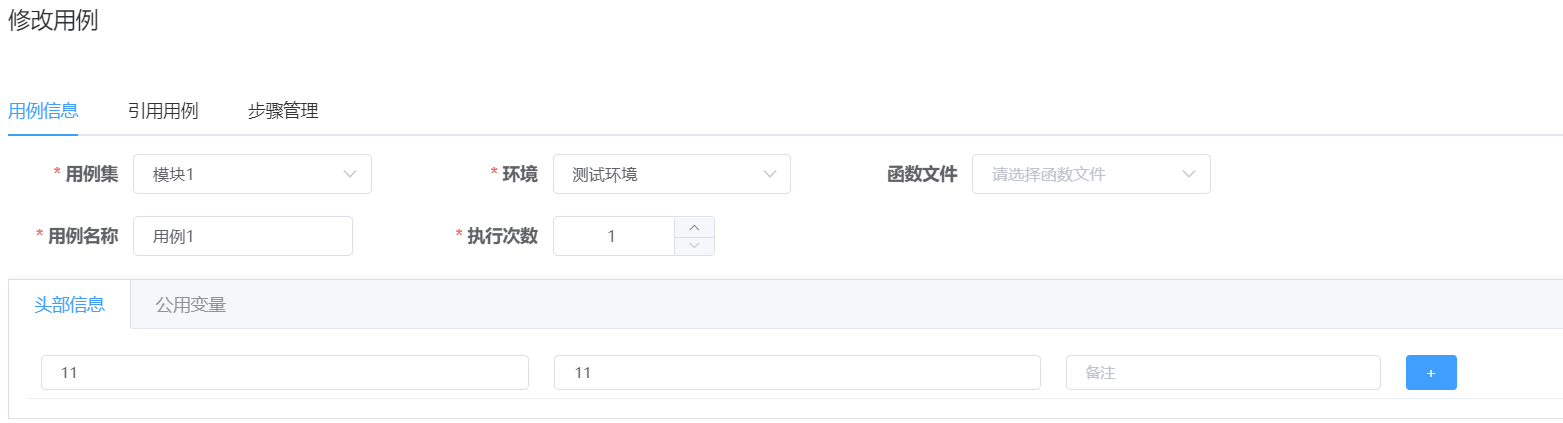 修改用例
用例信息 引用用例 步骤管理
* 用例集 模块1 * 环境 测试环境 函数文件 请选择函数文件
* 用例名称 用例1 * 执行次数 1
头部信息 公用变量
11 11 备注 +